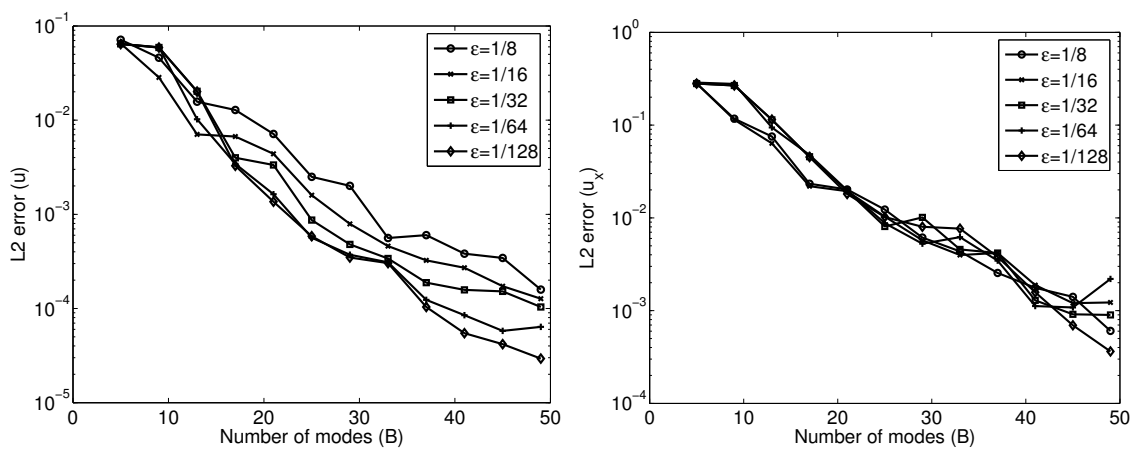 10^-1
10^-2
10^-3
10^-4
10^-5
L2 error (u)
0
10
20
30
40
50
Number of modes (B)
ε=1/8
ε=1/16
ε=1/32
ε=1/64
ε=1/128
10^0
10^-1
10^-2
10^-3
10^-4
L2 error (u_x)
0
10
20
30
40
50
Number of modes (B)
ε=1/8
ε=1/16
ε=1/32
ε=1/64
ε=1/128